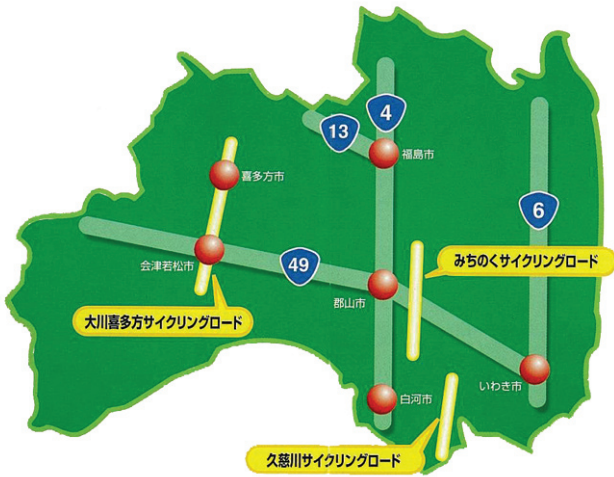 4
13
福島市
喜多方市
6
会津若松市
49
みちのくサイクリングロード
郡山市
大川喜多方サイクリングロード
いわき市
白河市
久慈川サイクリングロード